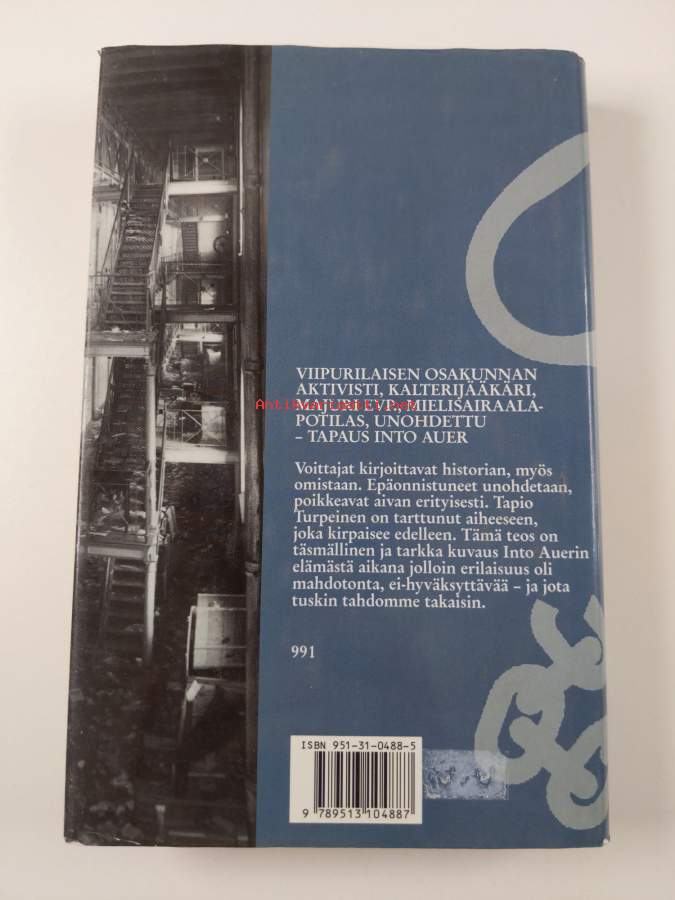 VIIPURILAISEN OSAKUNNAN
AKTIVISTI, KALTERIJÄÄKÄRI,
MIELISAIRAALA-
POTILAS, UNOHDETTU
– TAPAUS INTO AUER
Voittajat kirjoittavat historian, myös
omistaan. Epäonnistuneet unohdetaan,
poikkeavat aivan erityisesti. Tapio
Turpeinen on tarttunut aiheeseen,
joka kirpaisee edelleen. Tämä teos on
täsmällinen ja tarkka kuvaus Into Auerin
elämästä aikana jolloin erilaisuus oli
mahdotonta, ei-hyväksyttävää – ja jota
tuskin tahdomme takaisin.
991
ISBN 951-31-0488-5
9 789513 104887